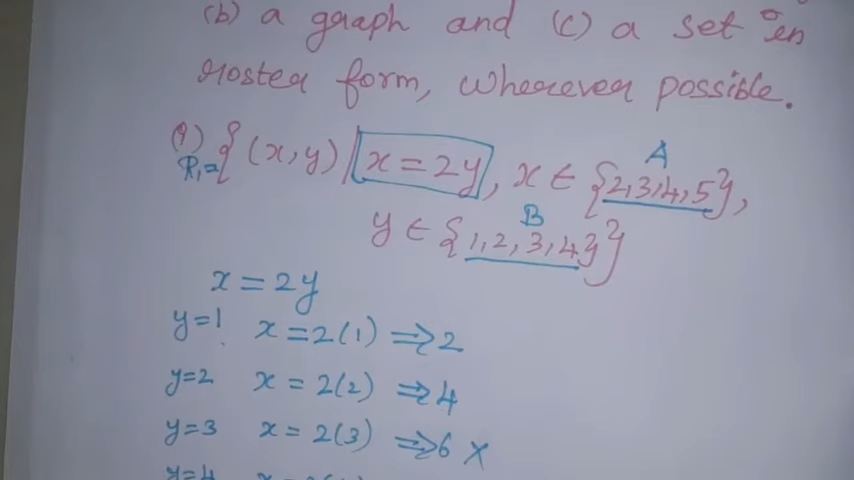 (b) a graph and (c) a set in
roster form, wherever possible.
A
(i) {(x,y) | x = 2y, x ∈ {2,3,4,5},
R₁=
B
y ∈ {1,2,3,4}}
x = 2y
y=1 x = 2(1) ⇒ 2
y=2 x = 2(2) ⇒ 4
y=3 x = 2(3) ⇒ 6 ×
y=4